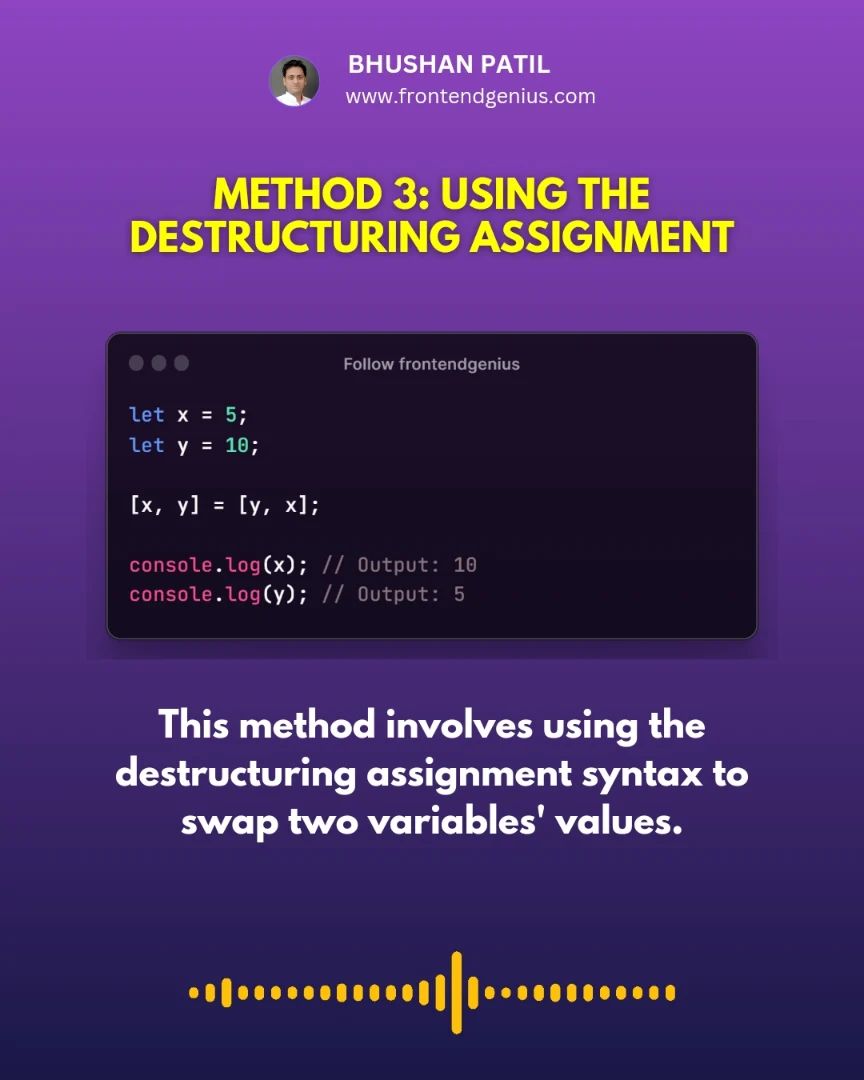 BHUSHAN PATIL
www.frontendgenius.com
METHOD 3: USING THE
DESTRUCTURING ASSIGNMENT
Follow frontendgenius
let x = 5;
let y = 10;
[x, y] = [y, x];
console.log(x); // Output: 10
console.log(y); // Output: 5
This method involves using the
destructuring assignment syntax to
swap two variables' values.